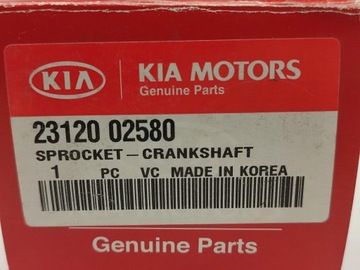 KIA
KIA MOTORS
Genuine Parts
23120 02580
SPROCKET-CRANKSHAFT
1 PC VC MADE IN KOREA
Genuine Parts